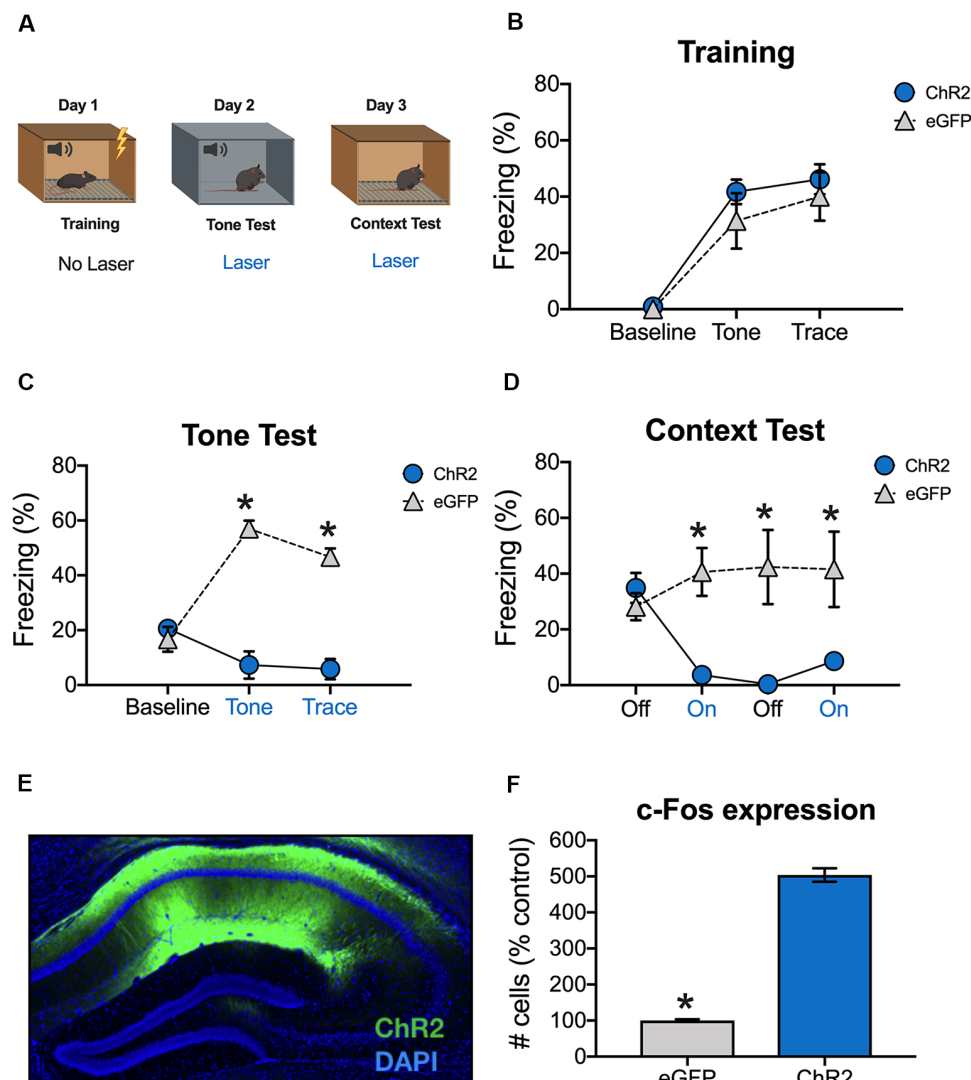 A
Day 1
Day 2
Day 3
Training
Tone Test
Context Test
No Laser
Laser
Laser
B
Training
Freezing (%)
80
60
40
20
0
Baseline
Tone
Trace
ChR2
eGFP
C
Tone Test
Freezing (%)
80
60
40
20
0
*
*
Baseline
Tone
Trace
ChR2
eGFP
D
Context Test
Freezing (%)
80
60
40
20
0
*
*
*
Off
On
Off
On
ChR2
eGFP
E
ChR2
DAPI
F
c-Fos expression
# cells (% control)
600
500
400
300
200
100
0
*
eGFP
ChR2